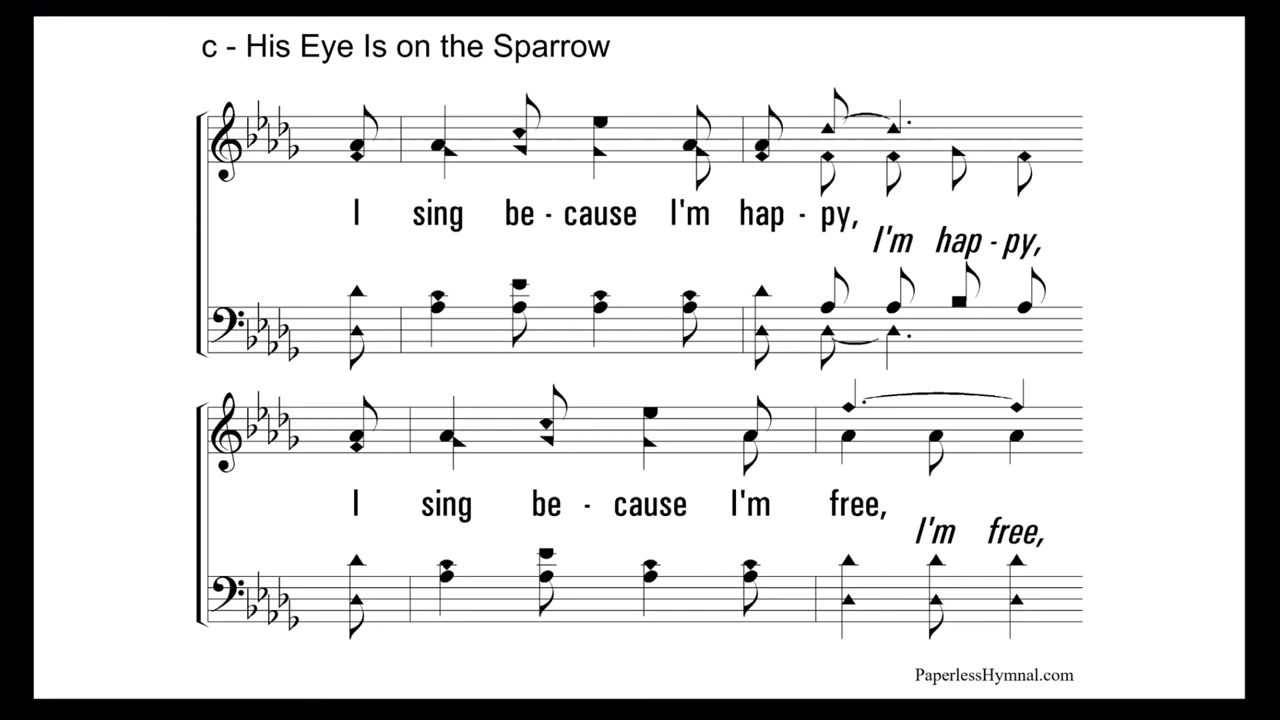 c - His Eye Is on the Sparrow
I sing be - cause I'm hap - py,
I'm hap - py,
I sing be - cause I'm free,
I'm free,
PaperlessHymnal.com